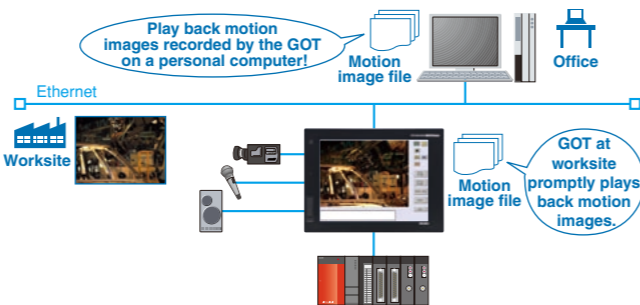 Play back motion
images recorded by the GOT
on a personal computer!
Motion
image file
Office
Ethernet
Worksite
Motion
image file
GOT at
worksite
promptly plays
back motion
images.